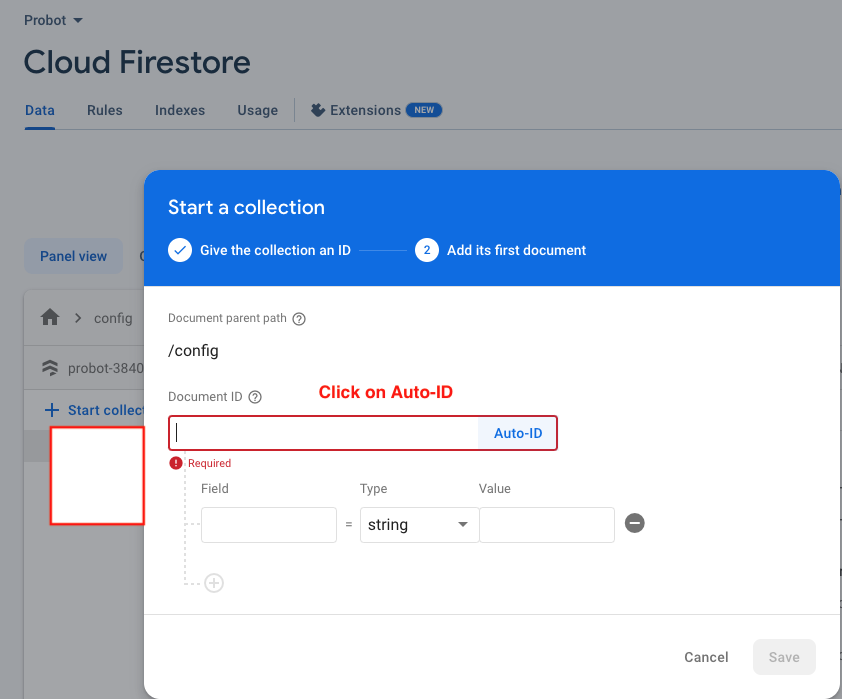 Probot
Cloud Firestore
Data Rules Indexes Usage Extensions NEW
Start a collection
Give the collection an ID 2 Add its first document
Panel view
config
Document parent path ?
/config
probot-3840
Document ID ?
Click on Auto-ID
Start collect
Auto-ID
! Required
Field Type Value
= string
Cancel Save